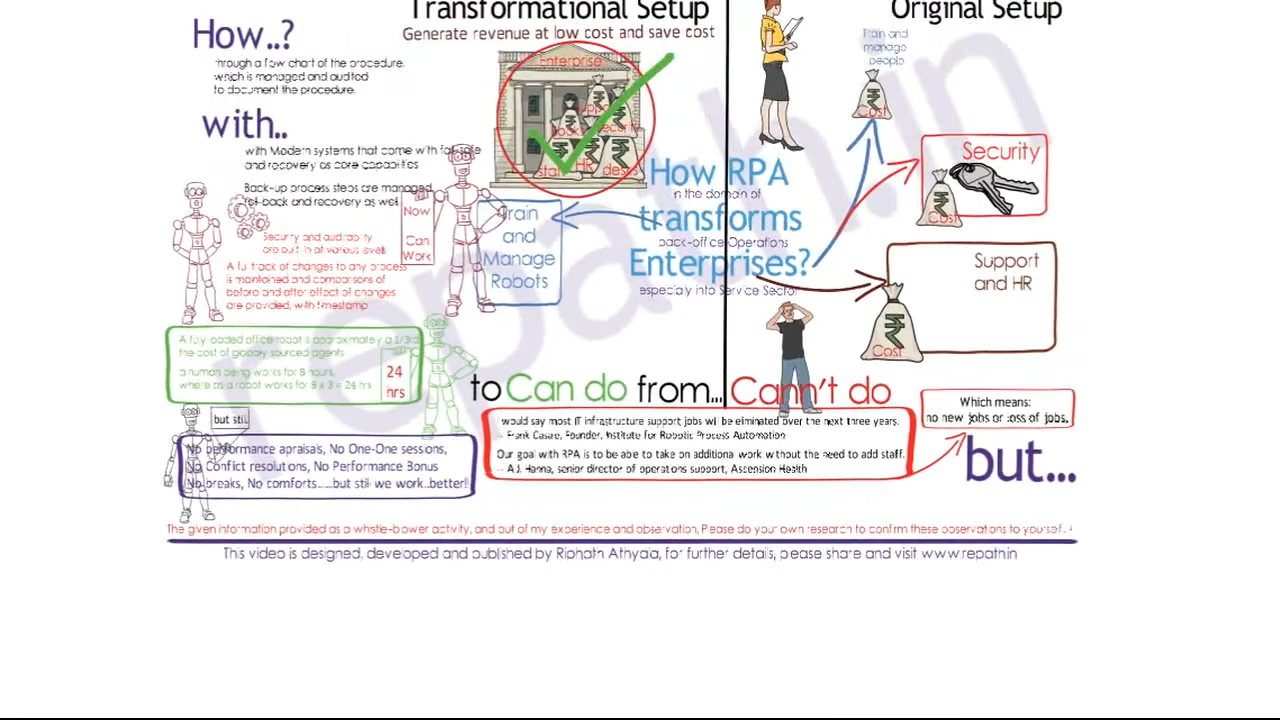 Transformational Setup
Generate revenue at low cost and save cost
Enterprise
HR
Original Setup
Train and
manage
people
Cost
Security
Cost
Support
and HR
Cost
How..?
through a flow chart of the procedure.
which is managed and audited
to document the procedure.
with..
with Modern systems that come with fail-safe
and recovery as core capabilities
Back-up process steps are managed
roll-back and recovery as well.
Security and auditability
are built-in at various levels
A full track of changes to any process
is maintained and comparisons of
before and after effect of changes
are provided, with timestamp
Now
Can
Work
Train
and
Manage
Robots
How RPA
in the domain of
transforms
back-office Operations
Enterprises?
especially into Service Sector
A fully loaded office robot is approximately a 1/3rd
the cost of globally sourced agents
a human being works for 8 hours,
where as a robot works for 8 x 3 = 24 hrs
24
hrs
but still
No performance appraisals, No One-One sessions,
No Conflict resolutions, No Performance Bonus
No breaks, No comforts.....but still we work..better!!
to Can do from... Cann't do
I would say most IT infrastructure support jobs will be eliminated over the next three years.
Frank Casale, Founder, Institute for Robotic Process Automation
Our goal with RPA is to be able to take on additional work without the need to add staff.
-- A.J. Hanna, senior director of operations support, Ascension Health
Which means:
no new jobs or loss of jobs.
but...
The given information provided as a whistle-blower activity, and out of my experience and observation, Please do your own research to confirm these observations to yourself..!
This video is designed, developed and published by Riphath Athyala, for further details, please share and visit www.repath.in
repath.in